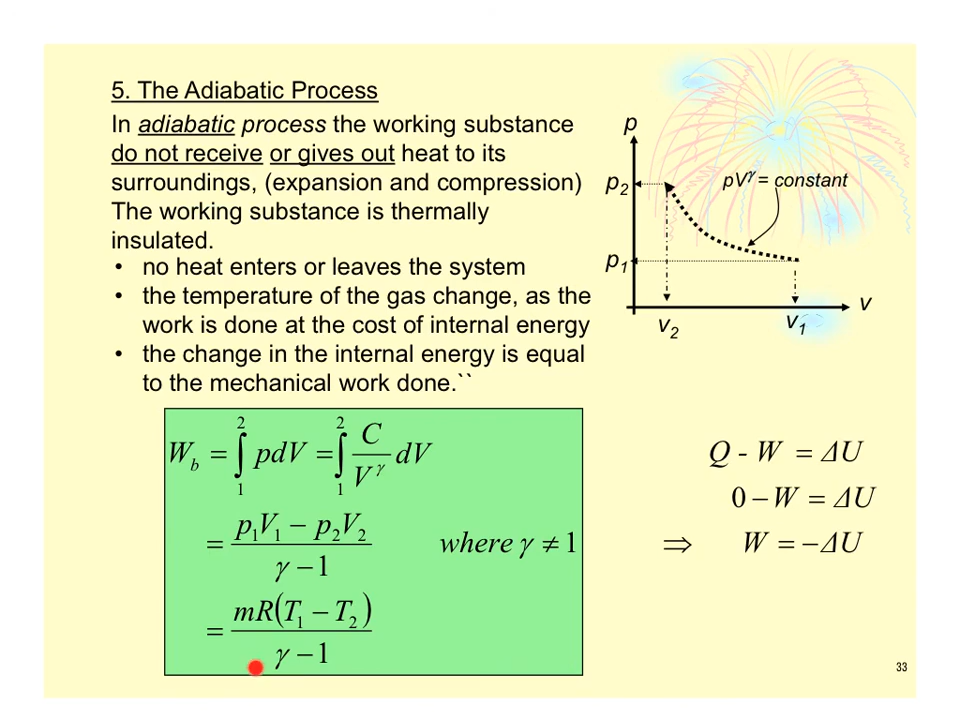 5. The Adiabatic Process
In adiabatic process the working substance
do not receive or gives out heat to its
surroundings, (expansion and compression)
The working substance is thermally
insulated.
• no heat enters or leaves the system
• the temperature of the gas change, as the
work is done at the cost of internal energy
• the change in the internal energy is equal
to the mechanical work done.``
p
p₂
pVᵞ = constant
p₁
v₂
v₁
v
W_b = ∫₁² pdV = ∫₁² C/Vᵞ dV
= (p₁V₁ − p₂V₂)/(γ − 1) where γ ≠ 1
= mR(T₁ − T₂)/(γ − 1)
Q - W = ΔU
0 − W = ΔU
⇒ W = −ΔU
33